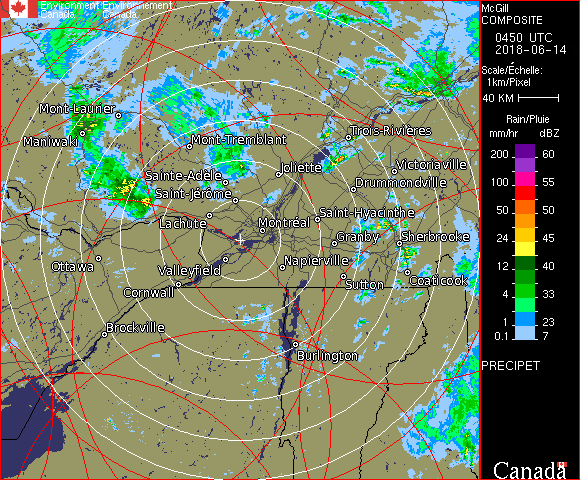 Environment Environnement
Canada Canada
McGill
COMPOSITE
0450 UTC
2018-06-14
Scale/Échelle:
1km/Pixel
40 KM
Rain/Pluie
mm/hr dBZ
200 60
100 55
50 50
24 45
12 40
4 33
1 23
0.1 7
PRECIPET
Canada
Mont-Laurier
Maniwaki
Mont-Tremblant
Trois-Rivières
Sainte-Adèle
Joliette
Victoriaville
Saint-Jérôme
Drummondville
Lachute
Montréal
Saint-Hyacinthe
Granby
Sherbrooke
Ottawa
Valleyfield
Napierville
Cornwall
Sutton
Coaticook
Brockville
Burlington